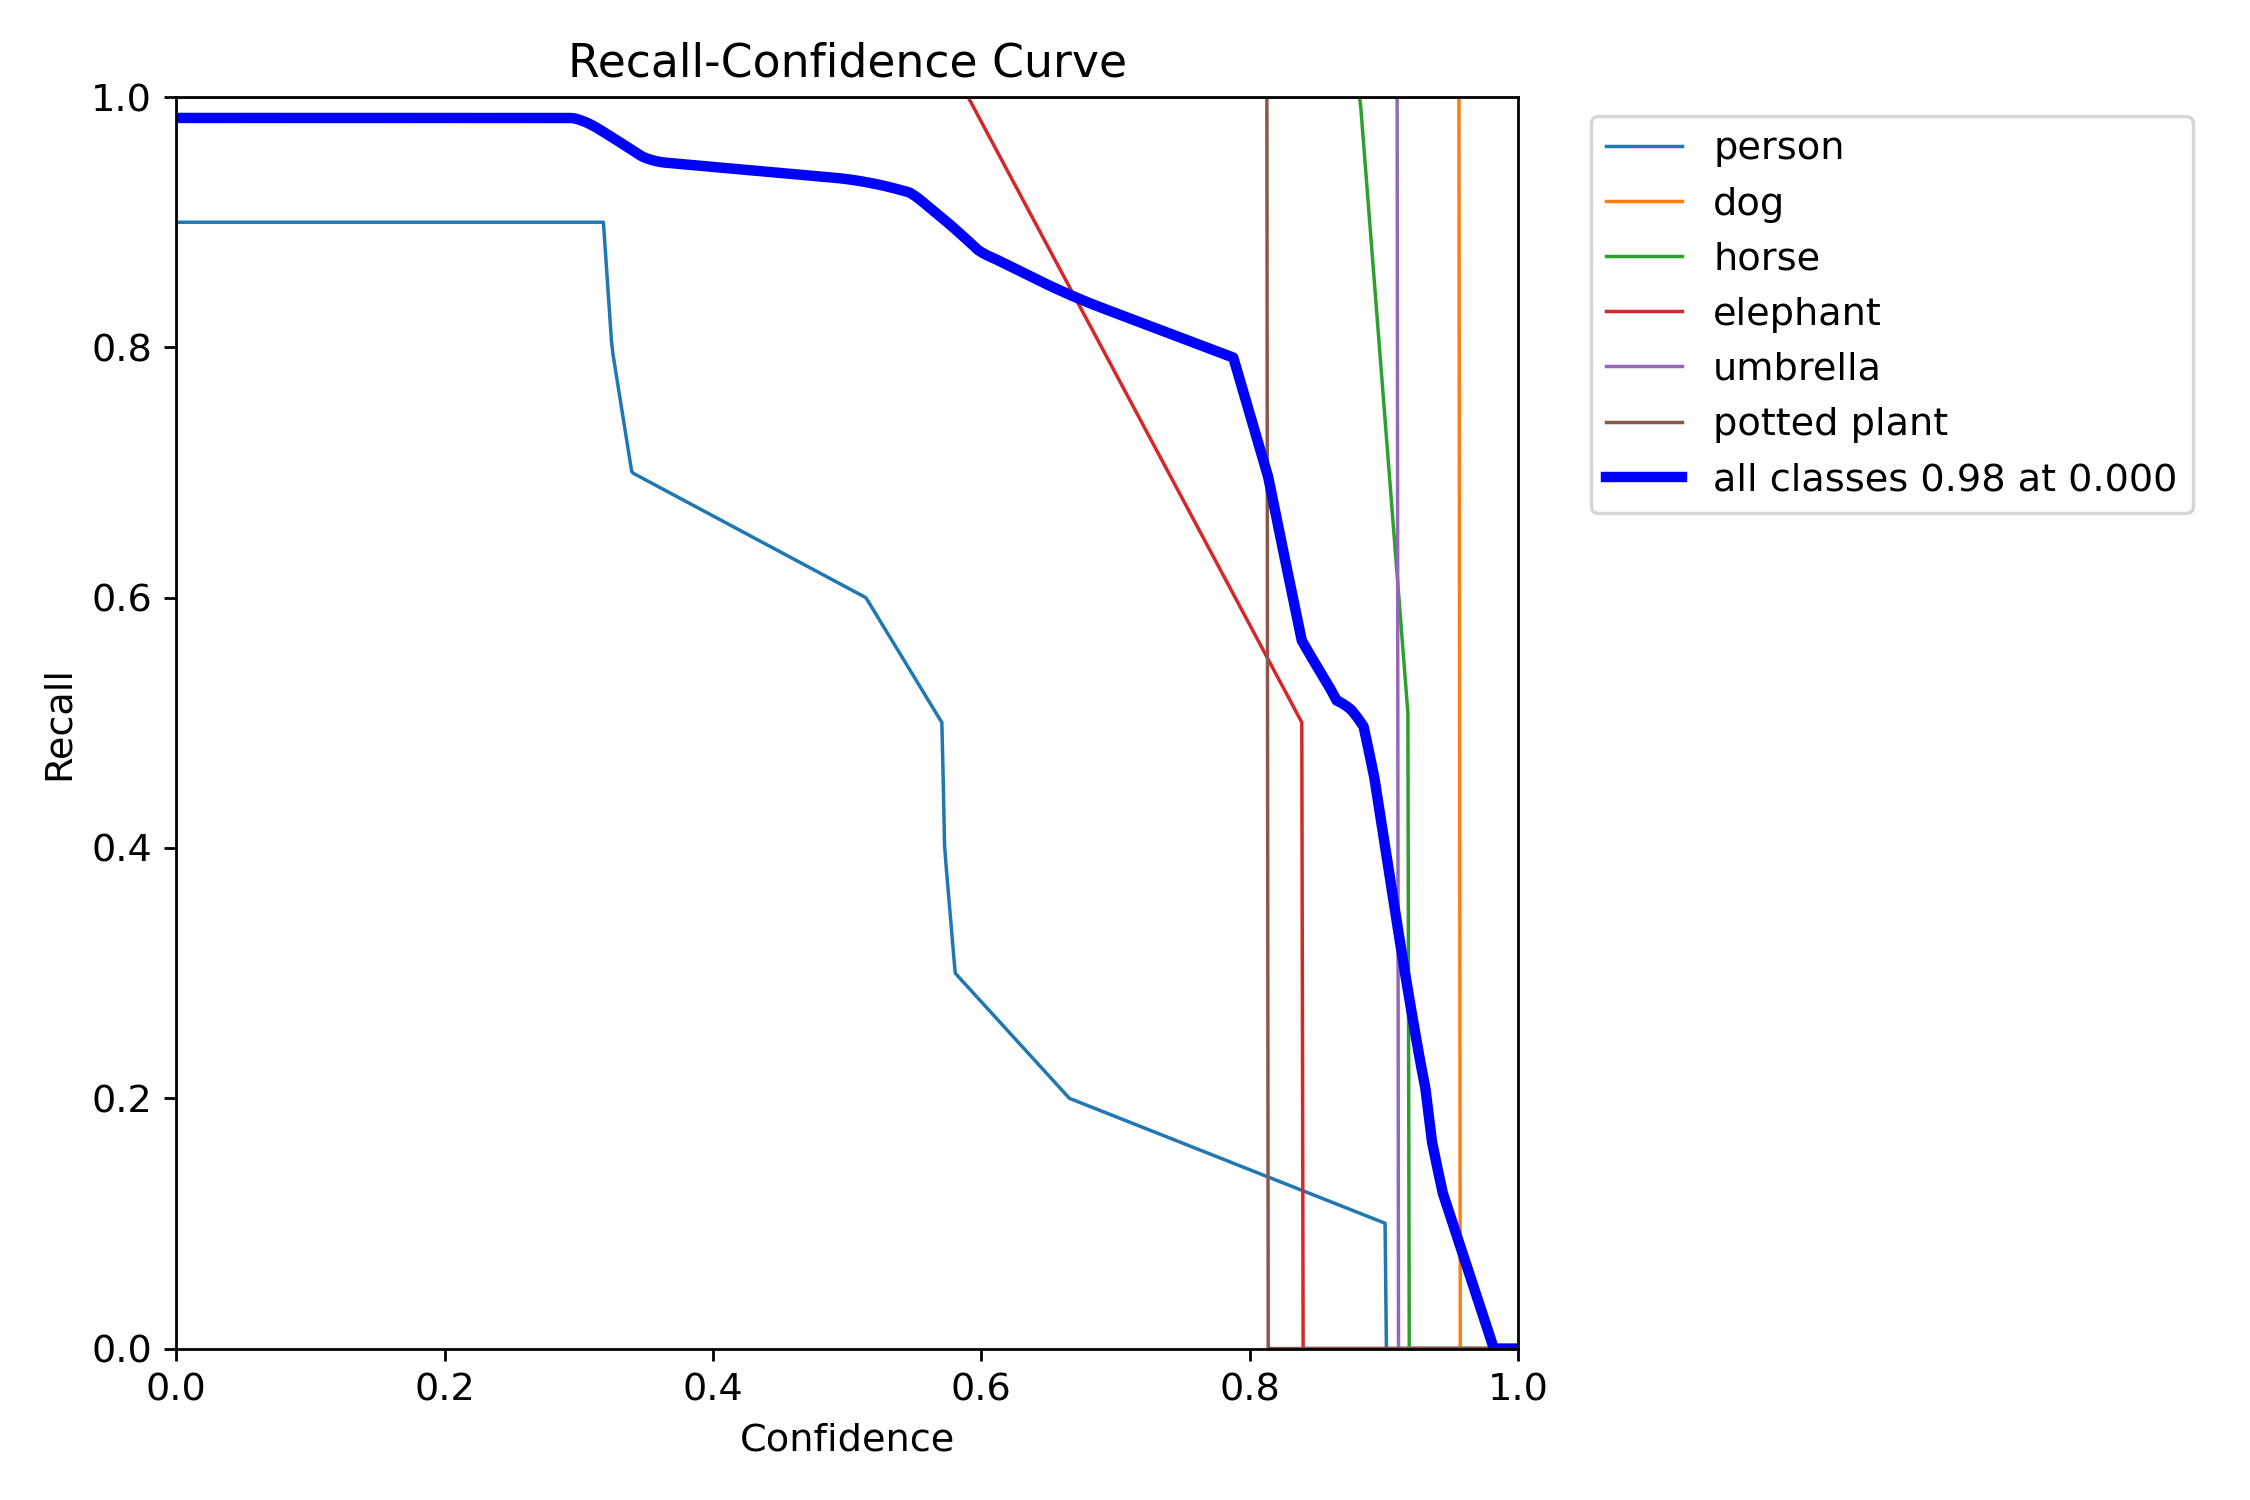 Recall-Confidence Curve
1.0
0.8
0.6
0.4
0.2
0.0
Recall
0.0 0.2 0.4 0.6 0.8 1.0
Confidence
person
dog
horse
elephant
umbrella
potted plant
all classes 0.98 at 0.000